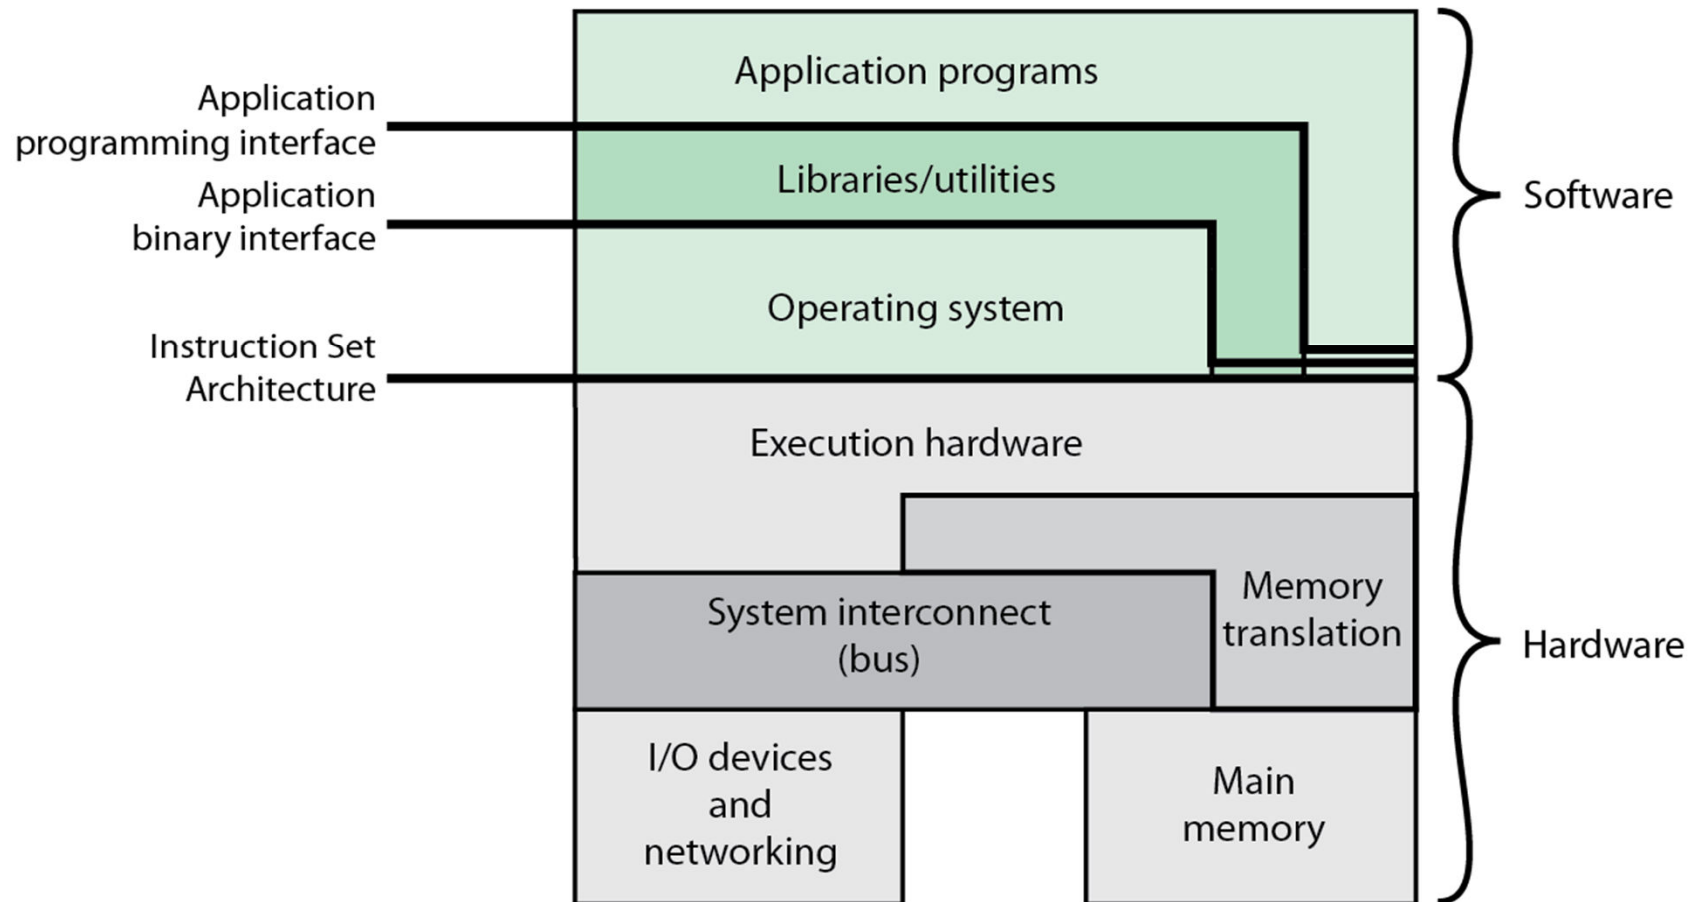 Application programs
Application
programming interface
Libraries/utilities
Application
binary interface
Software
Operating system
Instruction Set
Architecture
Execution hardware
Memory
translation
System interconnect
(bus)
Hardware
I/O devices
and
networking
Main
memory